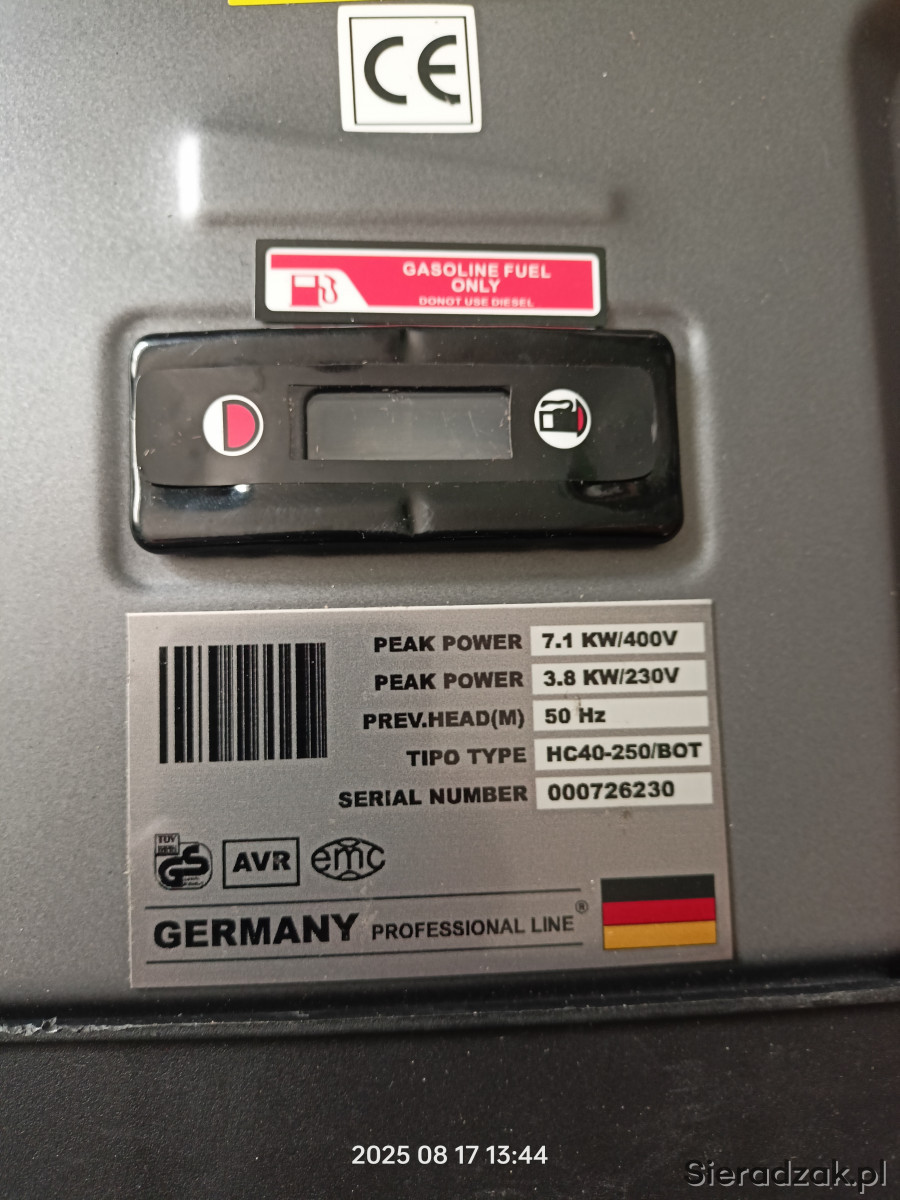 CE
GASOLINE FUEL
ONLY
DONOT USE DIESEL
PEAK POWER 7.1 KW/400V
PEAK POWER 3.8 KW/230V
PREV.HEAD(M) 50 Hz
TIPO TYPE HC40-250/BOT
SERIAL NUMBER 000726230
TUV
GS AVR emc
GERMANY PROFESSIONAL LINE®
2025 08 17 13:44
Sieradzak.pl